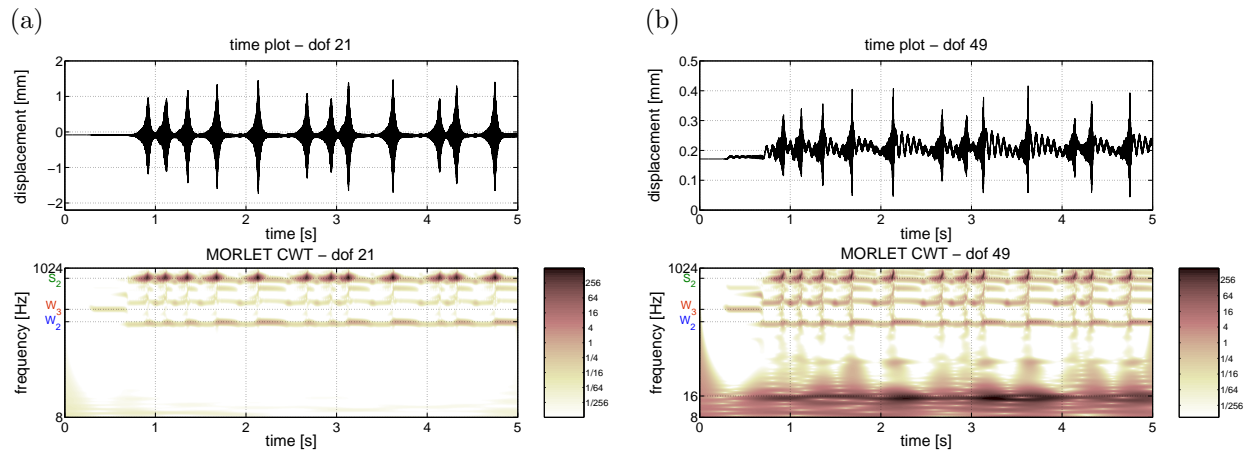 (a)
time plot – dof 21
displacement [mm]
2
1
0
−1
−2
0 1 2 3 4 5
time [s]
MORLET CWT – dof 21
frequency [Hz]
1024
S2
W3
W2
8
0 1 2 3 4 5
time [s]
256
64
16
4
1
1/4
1/16
1/64
1/256
(b)
time plot – dof 49
displacement [mm]
0.5
0.4
0.3
0.2
0.1
0
0 1 2 3 4 5
time [s]
MORLET CWT – dof 49
frequency [Hz]
1024
S2
W3
W2
16
8
0 1 2 3 4 5
time [s]
256
64
16
4
1
1/4
1/16
1/64
1/256